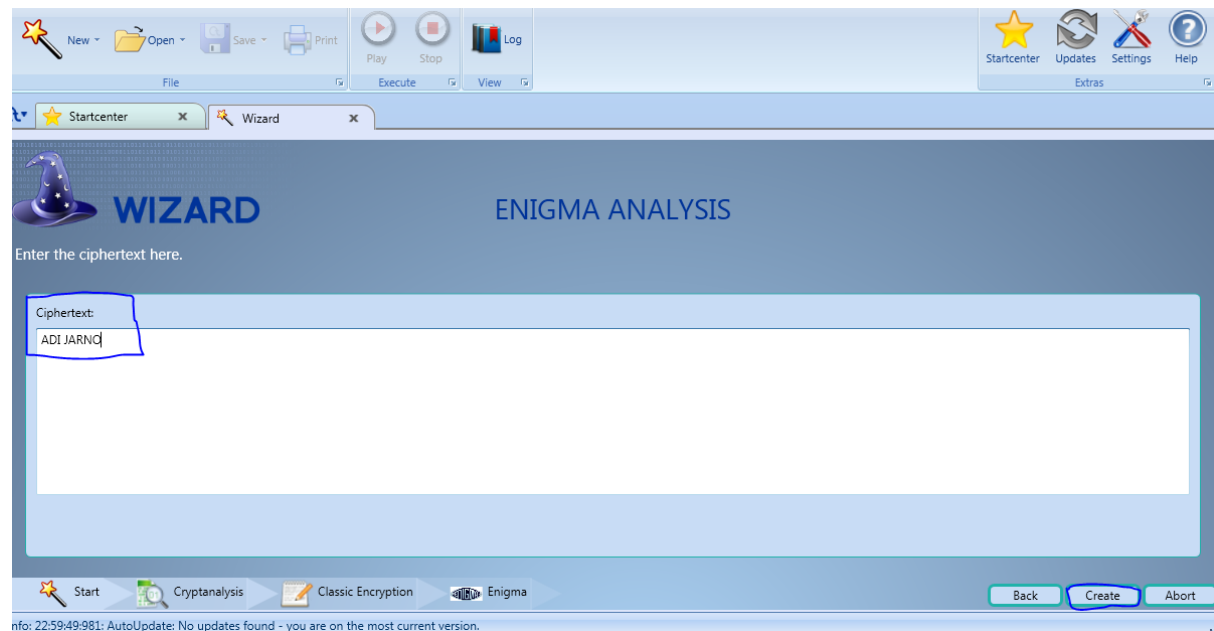 New Open Save Print Play Stop Log Startcenter Updates Settings Help
File Execute View Extras
Startcenter x Wizard x
WIZARD ENIGMA ANALYSIS
Enter the ciphertext here.
Ciphertext:
ADI JARNO
Start Cryptanalysis Classic Encryption Enigma Back Create Abort
nfo: 22:59:49:981: AutoUpdate: No updates found - you are on the most current version.